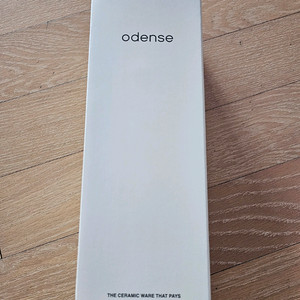 odense
THE CERAMIC WARE THAT PAYS